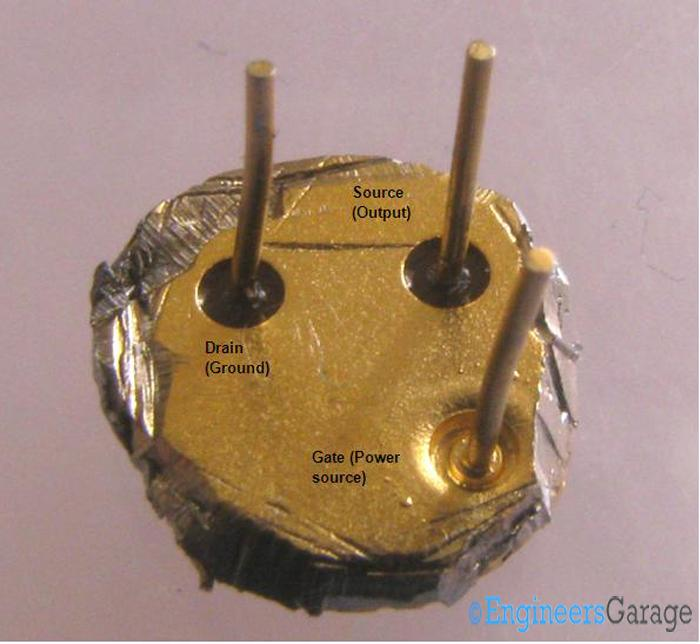 Source
(Output)
Drain
(Ground)
Gate (Power
source)
©EngineersGarage